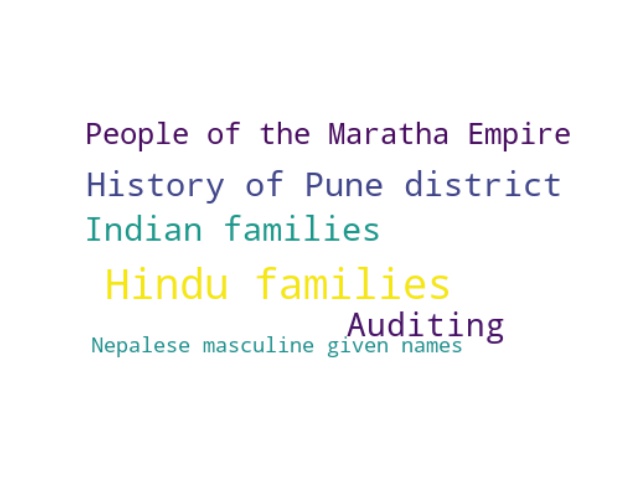 People of the Maratha Empire
History of Pune district
Indian families
Hindu families
Auditing
Nepalese masculine given names